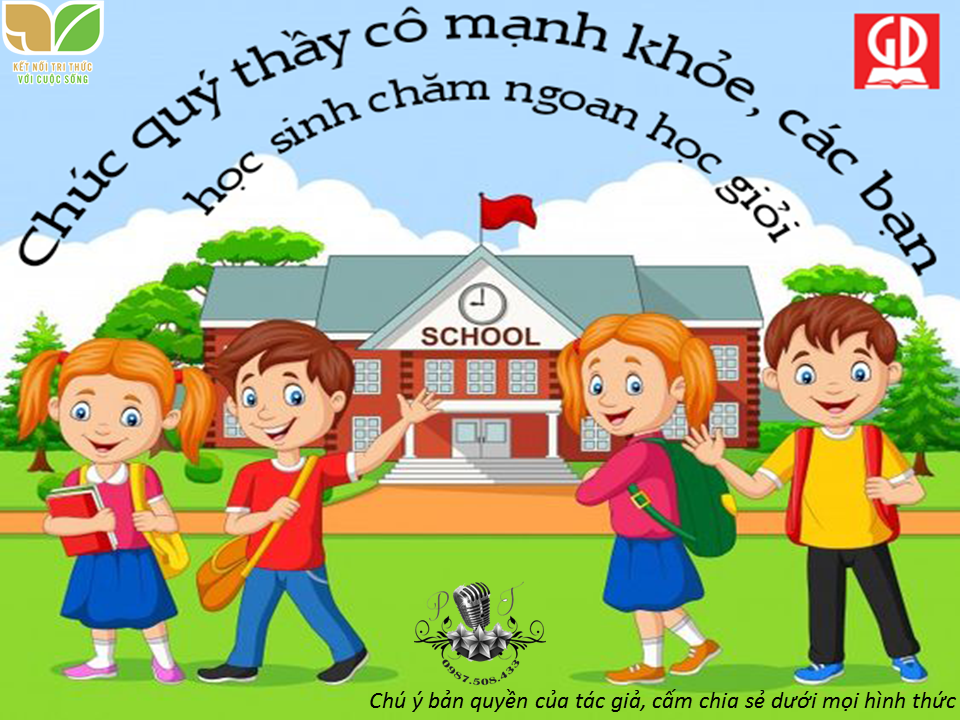 KẾT NỐI TRI THỨC
VỚI CUỘC SỐNG
GD
Chúc quý thầy cô mạnh khỏe, các bạn
học sinh chăm ngoan học giỏi
SCHOOL
P T
0987.508.433
Chú ý bản quyền của tác giả, cấm chia sẻ dưới mọi hình thức